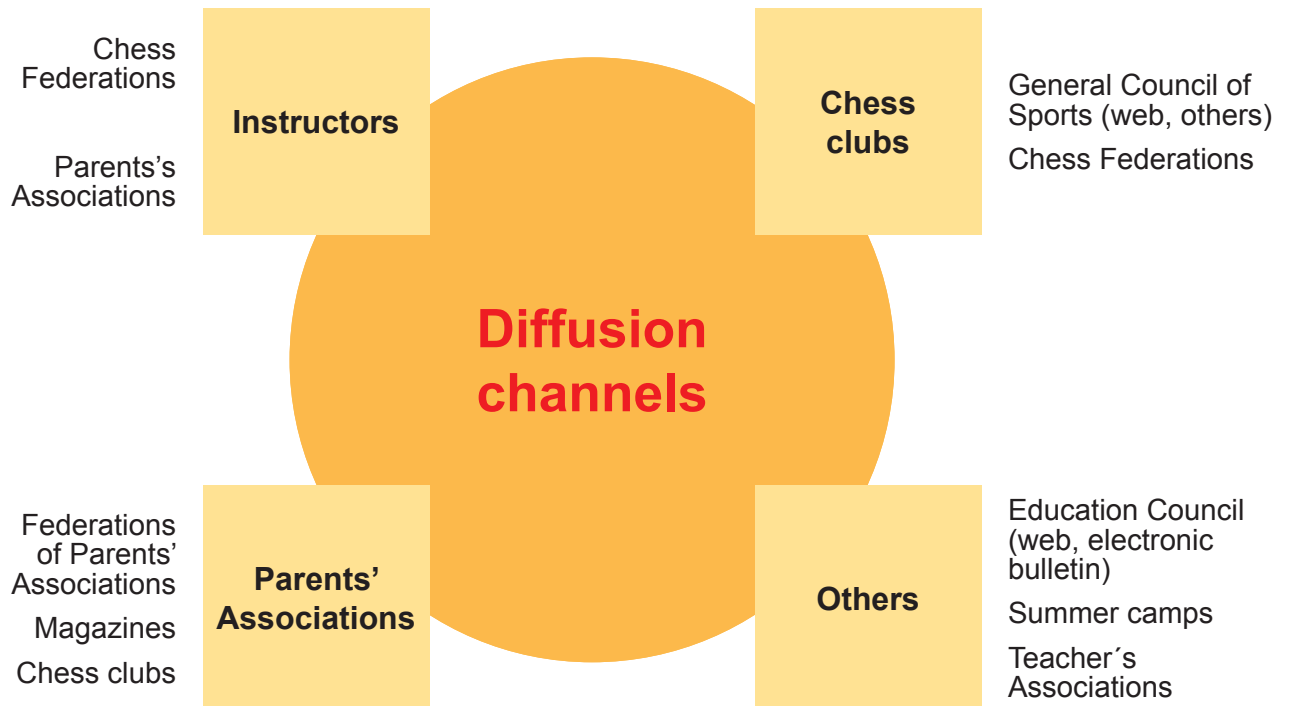 Chess
Federations
Parents's
Associations
Instructors
Chess
clubs
General Council of
Sports (web, others)
Chess Federations
Diffusion
channels
Federations
of Parents’
Associations
Magazines
Chess clubs
Parents’
Associations
Others
Education Council
(web, electronic
bulletin)
Summer camps
Teacher´s
Associations